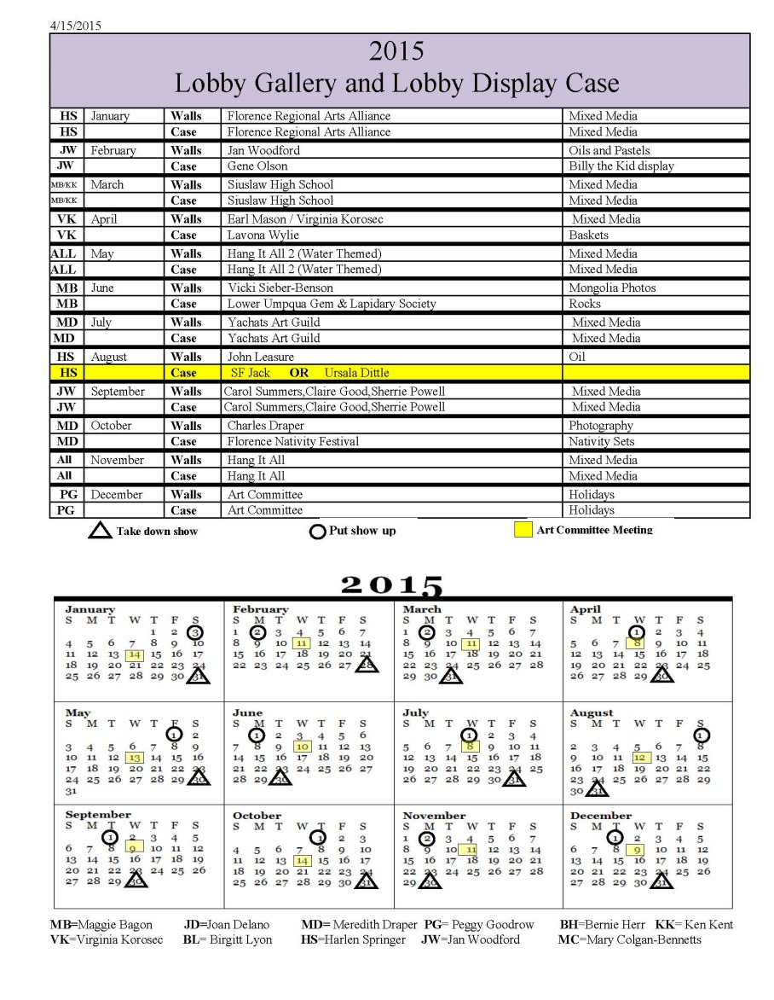 4/15/2015
2015
Lobby Gallery and Lobby Display Case
HS January Walls Florence Regional Arts Alliance Mixed Media
HS Case Florence Regional Arts Alliance Mixed Media
JW February Walls Jan Woodford Oils and Pastels
JW Case Gene Olson Billy the Kid display
MB/KK March Walls Siuslaw High School Mixed Media
MB/KK Case Siuslaw High School Mixed Media
VK April Walls Earl Mason / Virginia Korosec Mixed Media
VK Case Lavona Wylie Baskets
ALL May Walls Hang It All 2 (Water Themed) Mixed Media
ALL Case Hang It All 2 (Water Themed) Mixed Media
MB June Walls Vicki Sieber-Benson Mongolia Photos
MB Case Lower Umpqua Gem & Lapidary Society Rocks
MD July Walls Yachats Art Guild Mixed Media
MD Case Yachats Art Guild Mixed Media
HS August Walls John Leasure Oil
HS Case SF Jack OR Ursala Dittle
JW September Walls Carol Summers,Claire Good,Sherrie Powell Mixed Media
JW Case Carol Summers,Claire Good,Sherrie Powell Mixed Media
MD October Walls Charles Draper Photography
MD Case Florence Nativity Festival Nativity Sets
All November Walls Hang It All Mixed Media
All Case Hang It All Mixed Media
PG December Walls Art Committee Holidays
PG Case Art Committee Holidays
Take down show Put show up Art Committee Meeting
2015
January
S M T W T F S
1 2 3
4 5 6 7 8 9 10
11 12 13 14 15 16 17
18 19 20 21 22 23 24
25 26 27 28 29 30 31
February
S M T W T F S
1 2 3 4 5 6 7
8 9 10 11 12 13 14
15 16 17 18 19 20 21
22 23 24 25 26 27 28
March
S M T W T F S
1 2 3 4 5 6 7
8 9 10 11 12 13 14
15 16 17 18 19 20 21
22 23 24 25 26 27 28
29 30 31
April
S M T W T F S
1 2 3 4
5 6 7 8 9 10 11
12 13 14 15 16 17 18
19 20 21 22 23 24 25
26 27 28 29 30
May
S M T W T F S
1 2
3 4 5 6 7 8 9
10 11 12 13 14 15 16
17 18 19 20 21 22 23
24 25 26 27 28 29 30
31
June
S M T W T F S
1 2 3 4 5 6
7 8 9 10 11 12 13
14 15 16 17 18 19 20
21 22 23 24 25 26 27
28 29 30
July
S M T W T F S
1 2 3 4
5 6 7 8 9 10 11
12 13 14 15 16 17 18
19 20 21 22 23 24 25
26 27 28 29 30 31
August
S M T W T F S
1
2 3 4 5 6 7 8
9 10 11 12 13 14 15
16 17 18 19 20 21 22
23 24 25 26 27 28 29
30 31
September
S M T W T F S
1 2 3 4 5
6 7 8 9 10 11 12
13 14 15 16 17 18 19
20 21 22 23 24 25 26
27 28 29 30
October
S M T W T F S
1 2 3
4 5 6 7 8 9 10
11 12 13 14 15 16 17
18 19 20 21 22 23 24
25 26 27 28 29 30 31
November
S M T W T F S
1 2 3 4 5 6 7
8 9 10 11 12 13 14
15 16 17 18 19 20 21
22 23 24 25 26 27 28
29 30
December
S M T W T F S
1 2 3 4 5
6 7 8 9 10 11 12
13 14 15 16 17 18 19
20 21 22 23 24 25 26
27 28 29 30 31
MB=Maggie Bagon JD=Joan Delano MD= Meredith Draper PG= Peggy Goodrow BH=Bernie Herr KK= Ken Kent
VK=Virginia Korosec BL= Birgitt Lyon HS=Harlen Springer JW=Jan Woodford MC=Mary Colgan-Bennetts